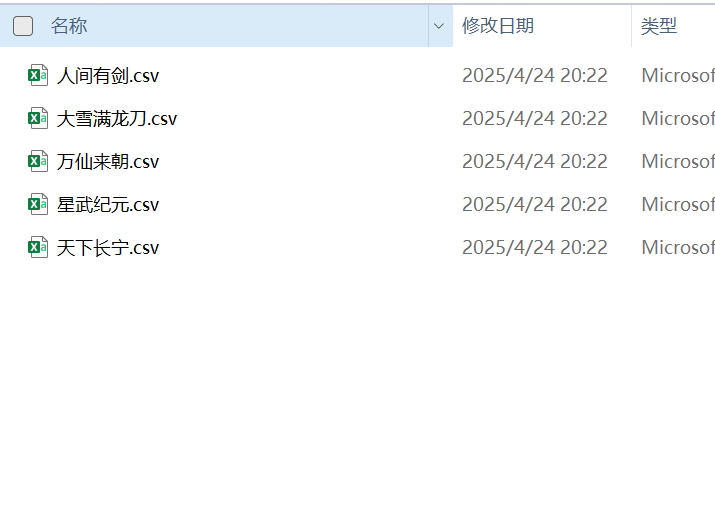 名称 修改日期 类型
人间有剑.csv 2025/4/24 20:22 Microsof
大雪满龙刀.csv 2025/4/24 20:22 Microsof
万仙来朝.csv 2025/4/24 20:22 Microsof
星武纪元.csv 2025/4/24 20:22 Microsof
天下长宁.csv 2025/4/24 20:22 Microsof